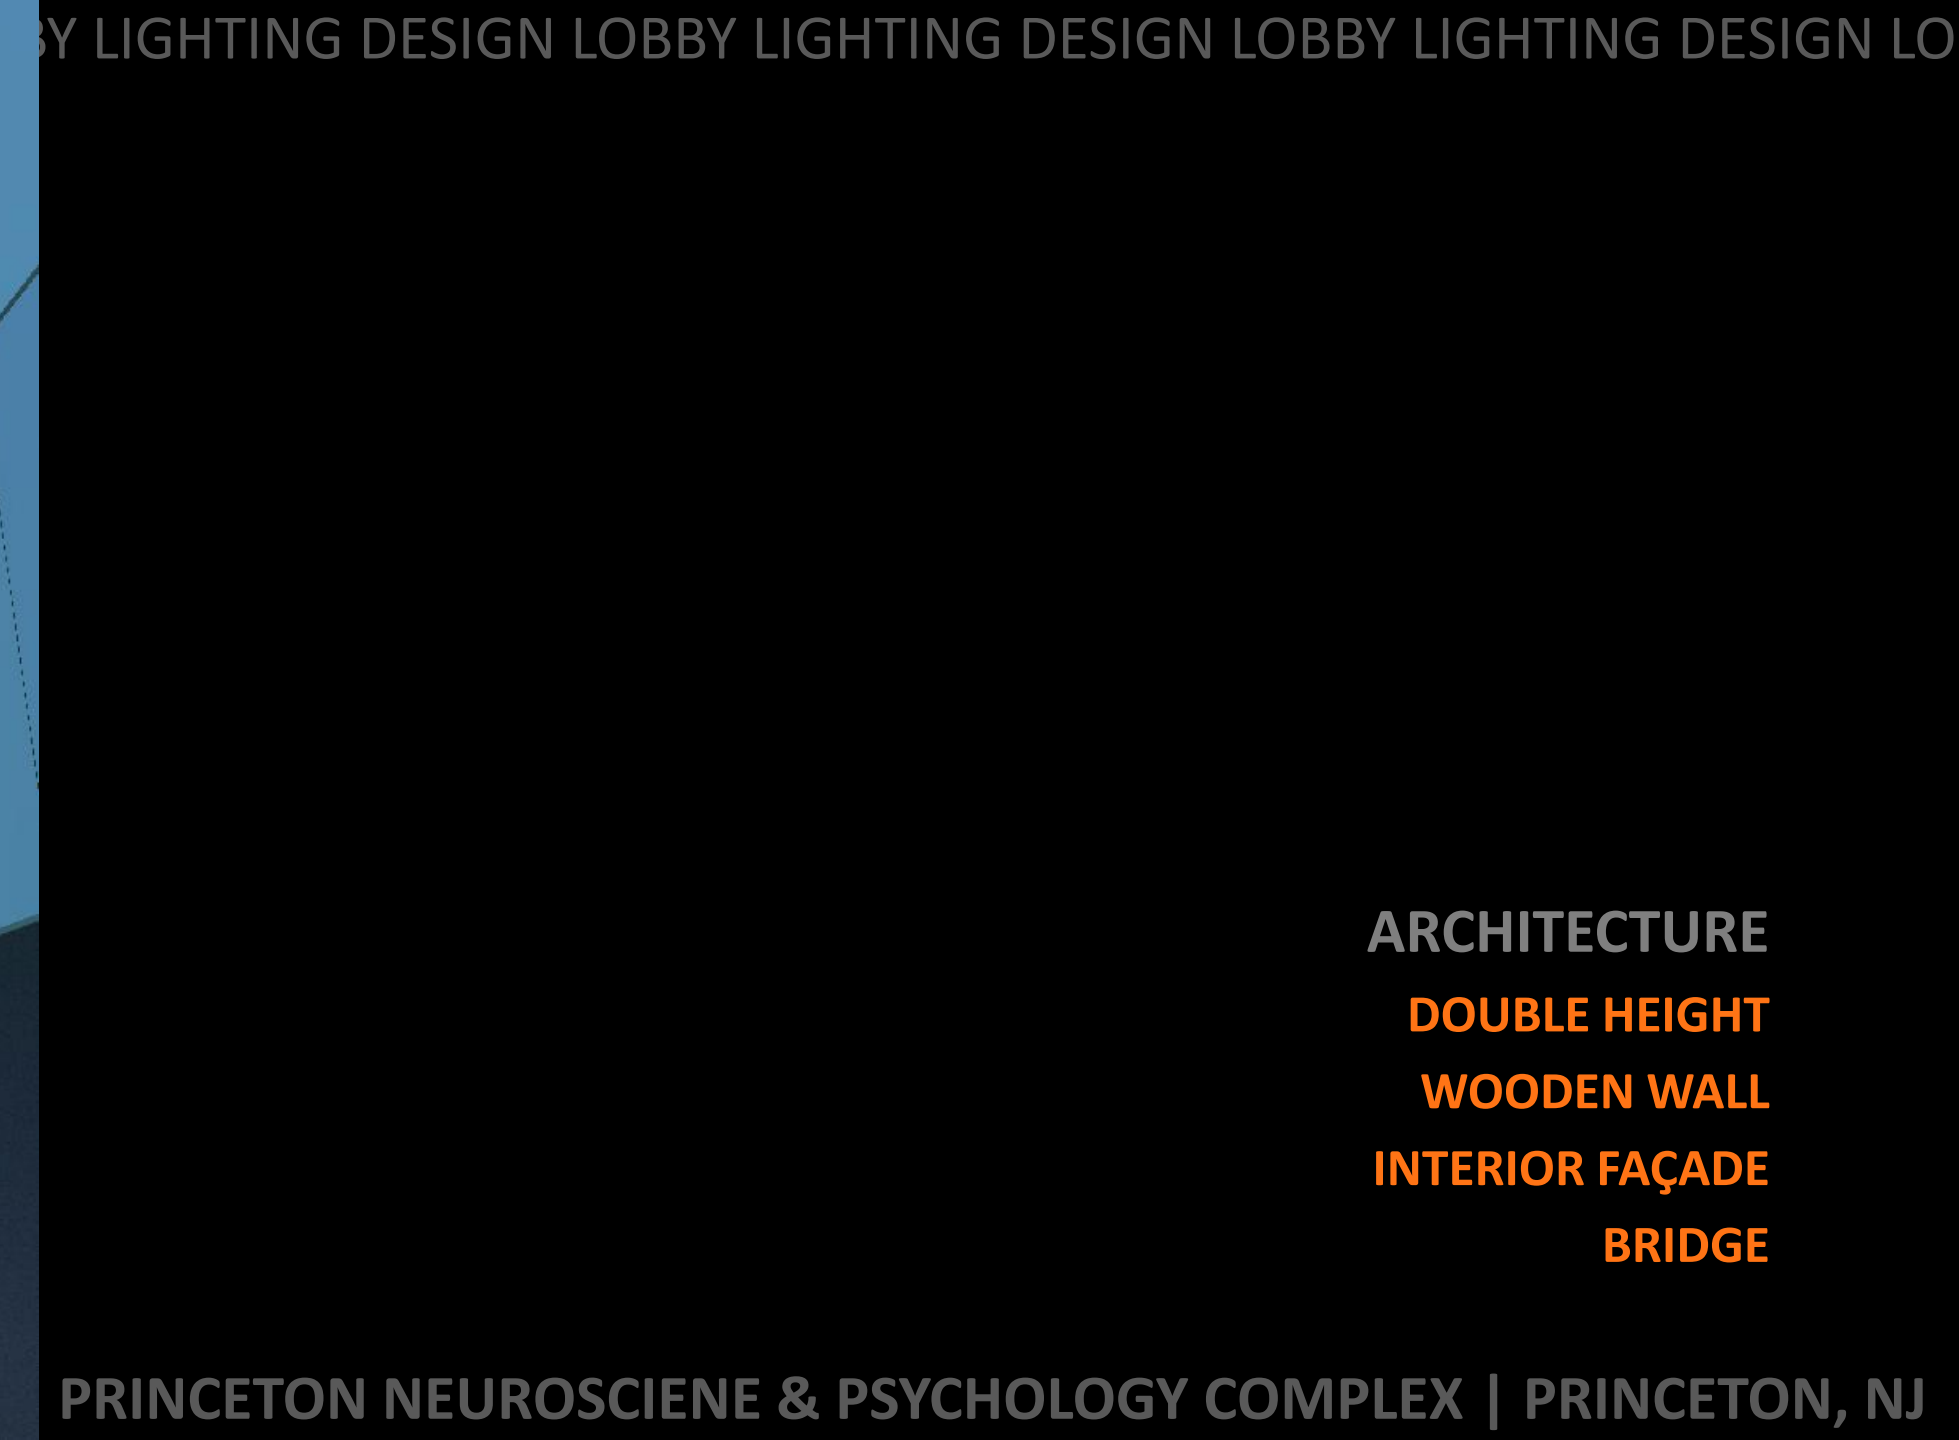 BY LIGHTING DESIGN LOBBY LIGHTING DESIGN LOBBY LIGHTING DESIGN LO
ARCHITECTURE
DOUBLE HEIGHT
WOODEN WALL
INTERIOR FAÇADE
BRIDGE
PRINCETON NEUROSCIENE & PSYCHOLOGY COMPLEX | PRINCETON, NJ